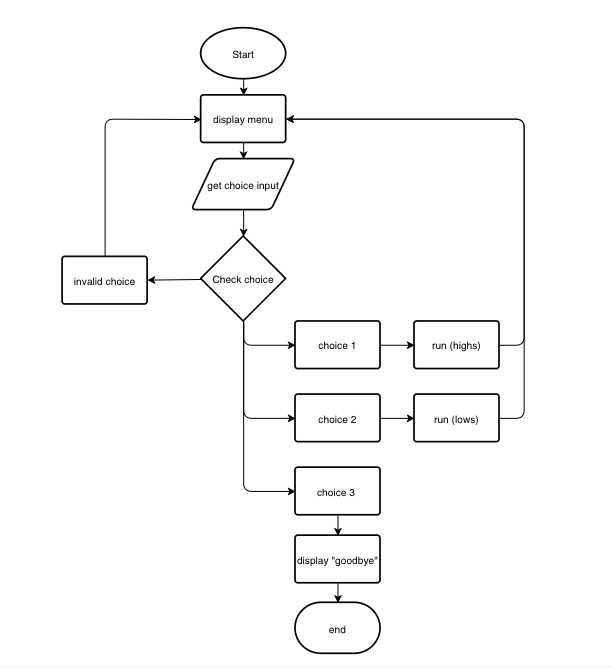 Start
display menu
get choice input
Check choice
invalid choice
choice 1
run (highs)
choice 2
run (lows)
choice 3
display "goodbye"
end